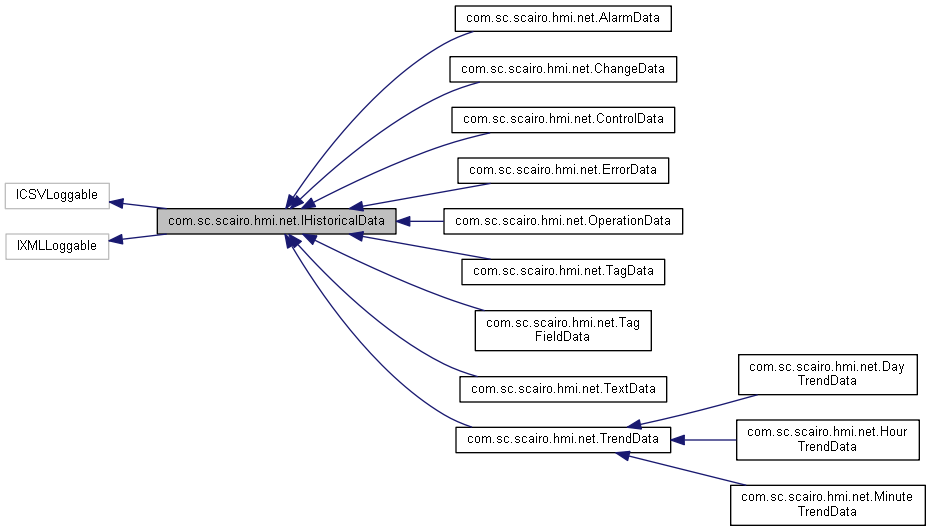 com.sc.scairo.hmi.net.AlarmData
com.sc.scairo.hmi.net.ChangeData
com.sc.scairo.hmi.net.ControlData
com.sc.scairo.hmi.net.ErrorData
ICSVLoggable
com.sc.scairo.hmi.net.IHistoricalData
com.sc.scairo.hmi.net.OperationData
IXMLLoggable
com.sc.scairo.hmi.net.TagData
com.sc.scairo.hmi.net.Tag
FieldData
com.sc.scairo.hmi.net.TextData
com.sc.scairo.hmi.net.Day
TrendData
com.sc.scairo.hmi.net.TrendData
com.sc.scairo.hmi.net.Hour
TrendData
com.sc.scairo.hmi.net.Minute
TrendData